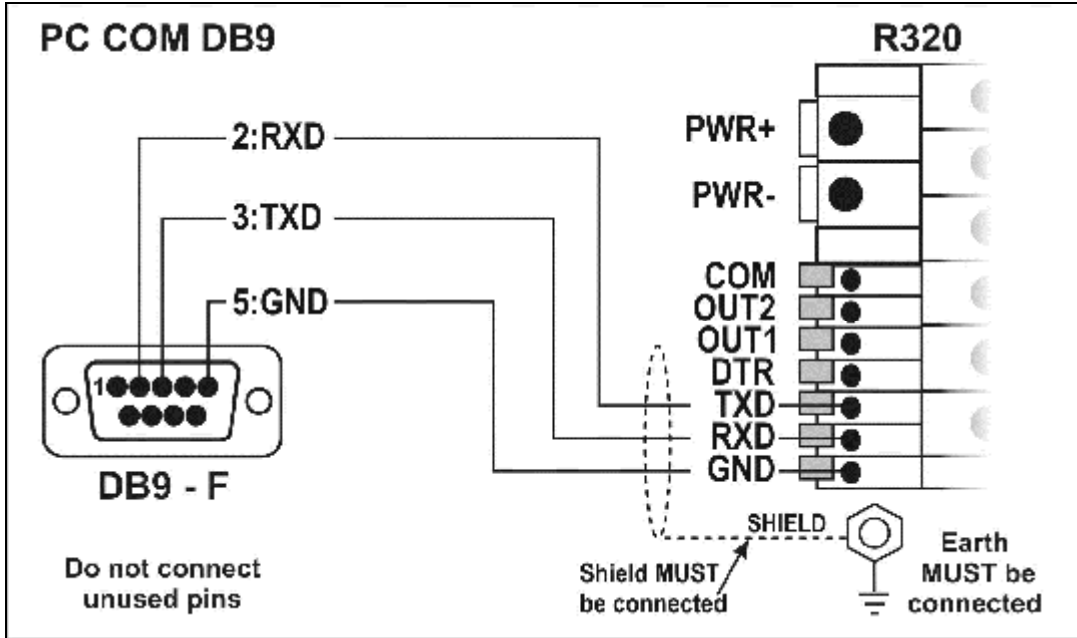 PC COM DB9
R320
2:RXD
3:TXD
5:GND
1
DB9 - F
Do not connect
unused pins
PWR+
PWR-
COM
OUT2
OUT1
DTR
TXD
RXD
GND
SHIELD
Shield MUST
be connected
Earth
MUST be
connected